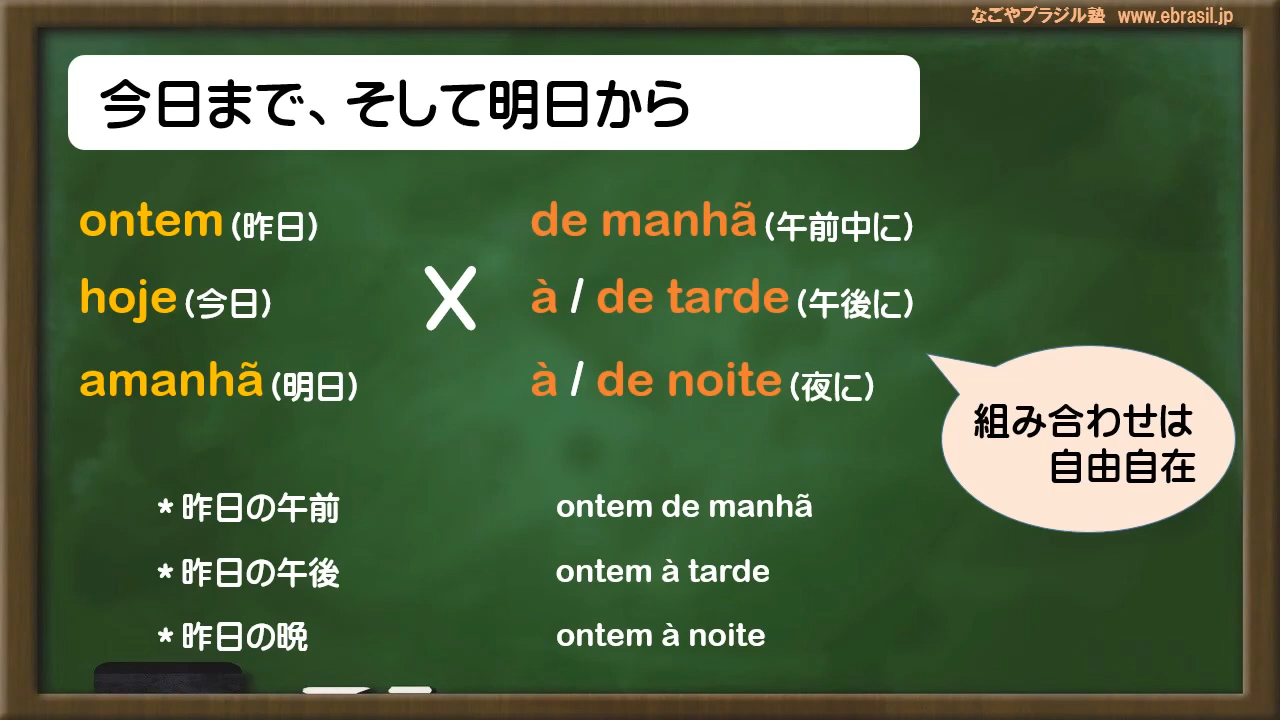 なごやブラジル塾 www.ebrasil.jp
今日まで、そして明日から
ontem (昨日) de manhã (午前中に)
hoje (今日) X à / de tarde (午後に)
amanhã (明日) à / de noite (夜に)
組み合わせは
自由自在
* 昨日の午前 ontem de manhã
* 昨日の午後 ontem à tarde
* 昨日の晩 ontem à noite